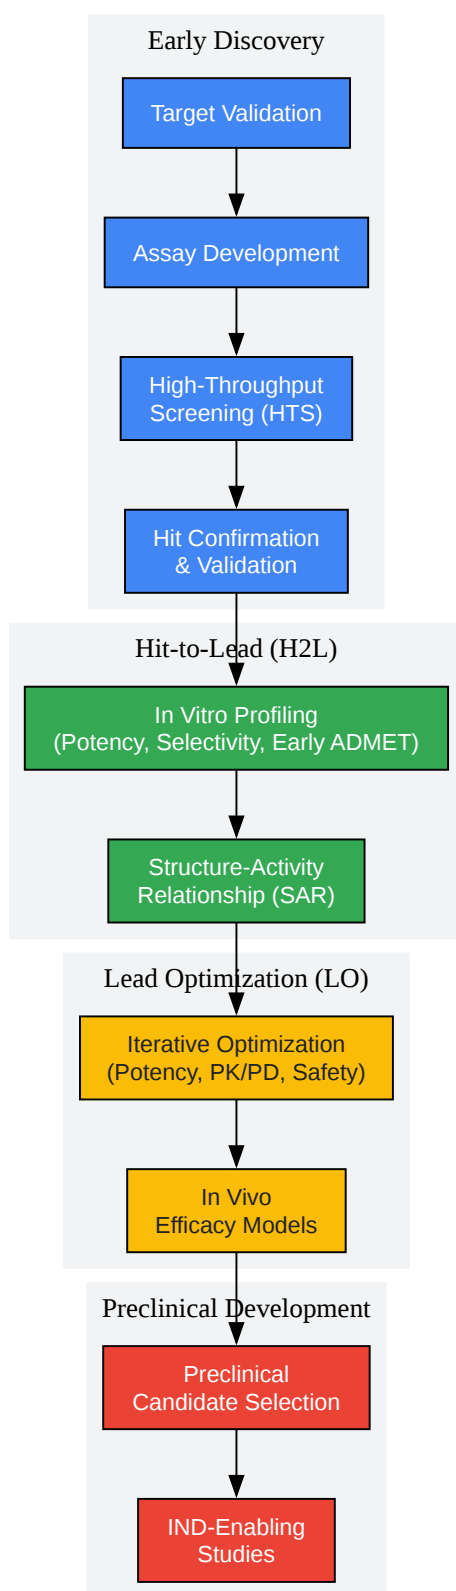 Early Discovery
Target Validation
Assay Development
High-Throughput
Screening (HTS)
Hit Confirmation
& Validation
Hit-to-Lead (H2L)
In Vitro Profiling
(Potency, Selectivity, Early ADMET)
Structure-Activity
Relationship (SAR)
Lead Optimization (LO)
Iterative Optimization
(Potency, PK/PD, Safety)
In Vivo
Efficacy Models
Preclinical Development
Preclinical
Candidate Selection
IND-Enabling
Studies